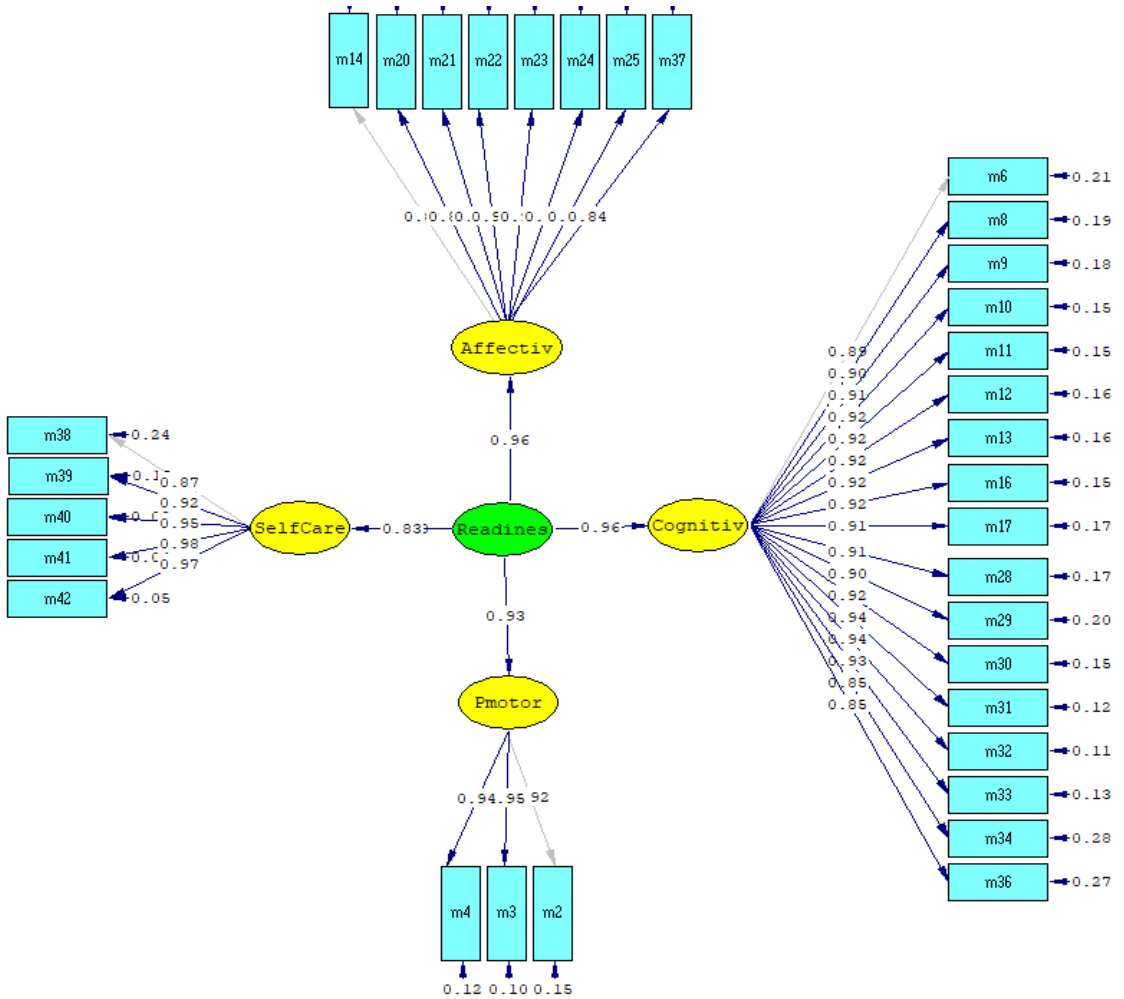 m14 m20 m21 m22 m23 m24 m25 m37
0.84
Affectiv
0.96
m6 0.21
m8 0.19
m9 0.18
m10 0.15
m11 0.15
m12 0.16
m13 0.16
m16 0.15
m17 0.17
m28 0.17
m29 0.20
m30 0.15
m31 0.12
m32 0.11
m33 0.13
m34 0.28
m36 0.27
0.89
0.90
0.91
0.92
0.92
0.92
0.92
0.92
0.91
0.91
0.90
0.92
0.94
0.94
0.93
0.85
0.85
m38 0.24
m39
m40
m41
m42 0.05
0.87
0.92
0.95
0.98
0.97
SelfCare 0.83 Readines 0.96 Cognitiv
0.93
Pmotor
0.94 .95 92
m4 m3 m2
0.12 0.10 0.15